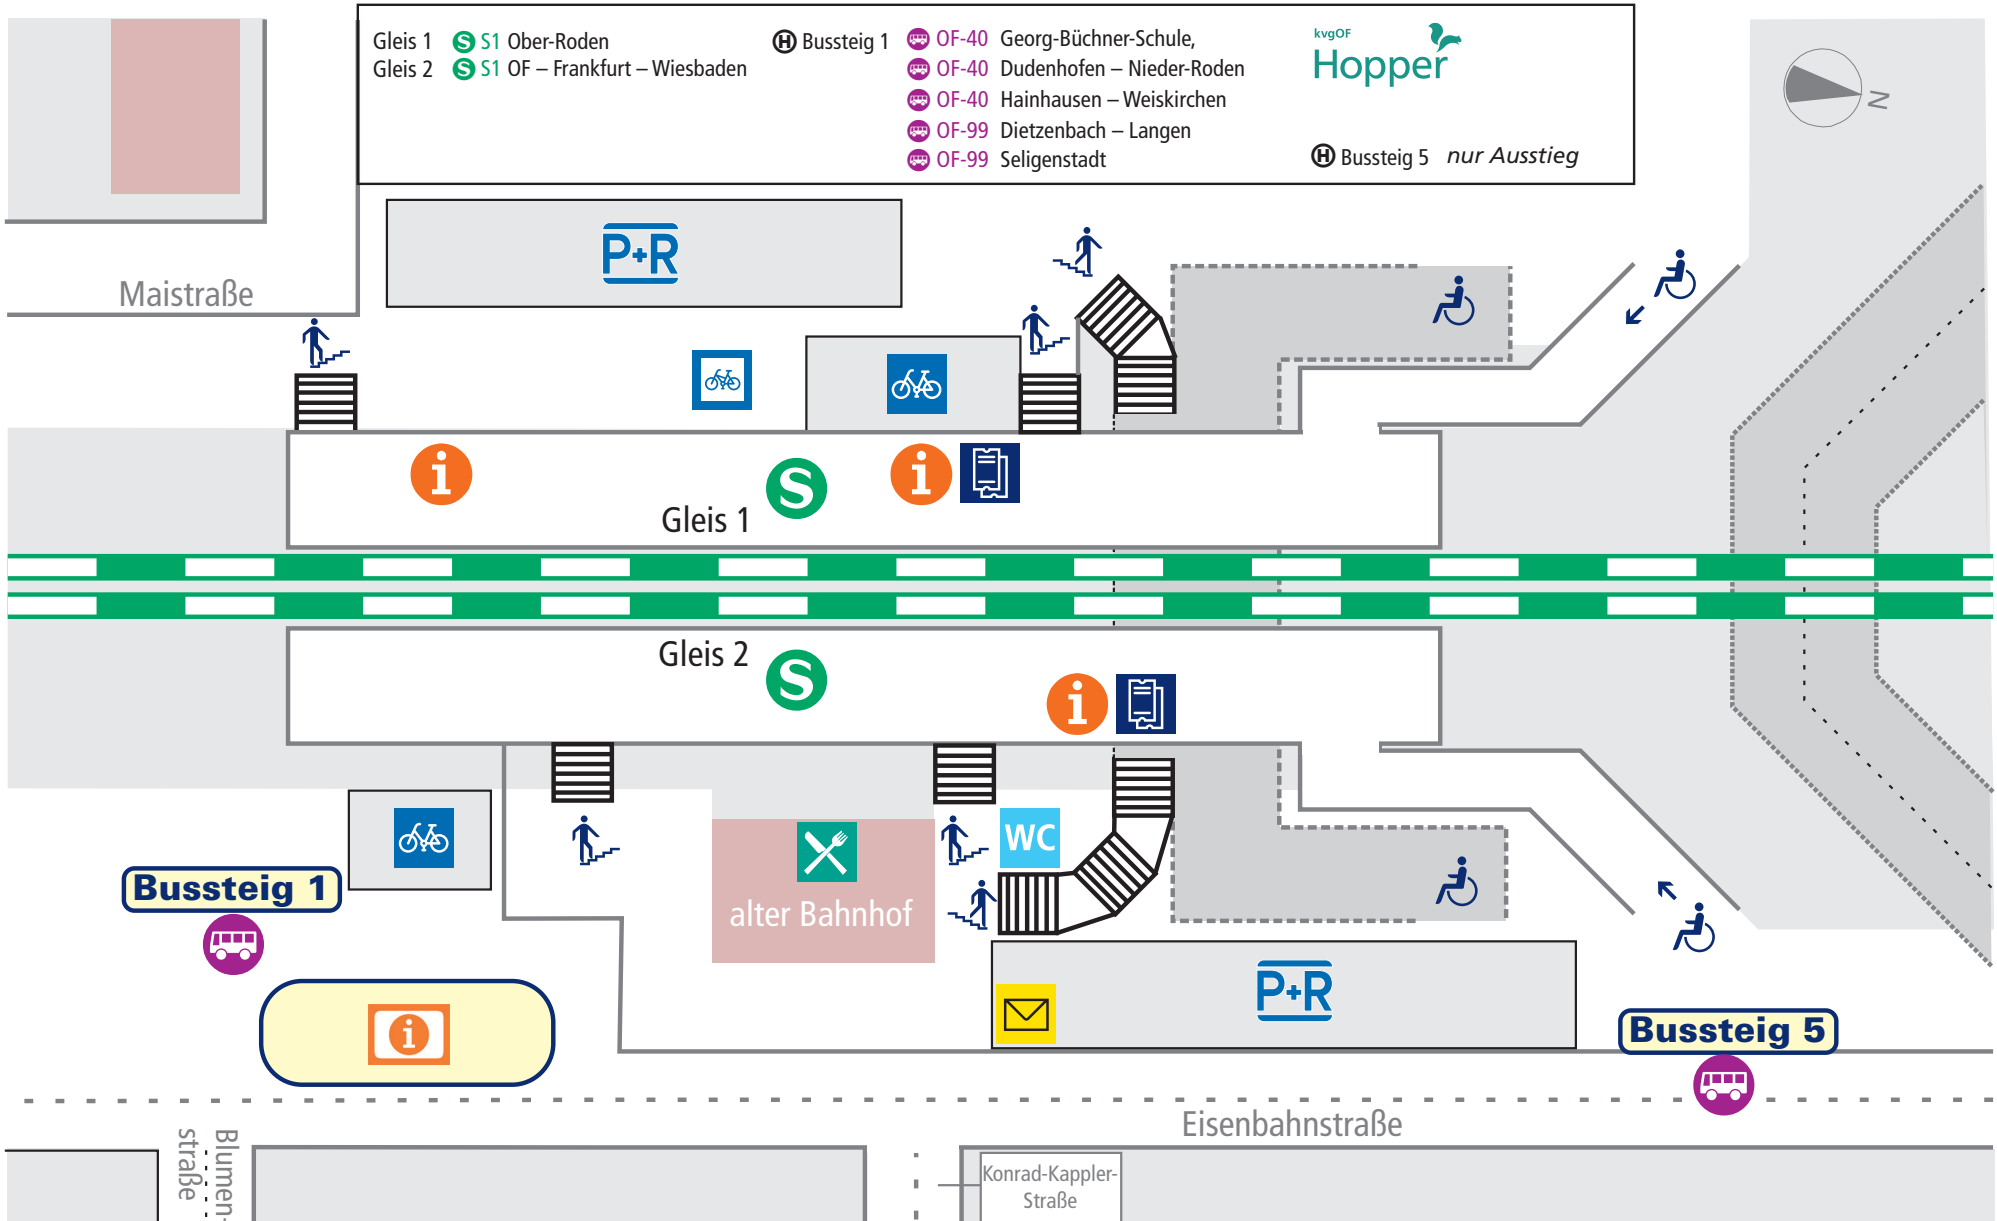 Gleis 1 S S1 Ober-Roden
Gleis 2 S S1 OF – Frankfurt – Wiesbaden
H Bussteig 1
OF-40 Georg-Büchner-Schule,
OF-40 Dudenhofen – Nieder-Roden
OF-40 Hainhausen – Weiskirchen
OF-99 Dietzenbach – Langen
OF-99 Seligenstadt
kvgOF
Hopper
H Bussteig 5 nur Ausstieg
N
P+R
Maistraße
i
S
i
Gleis 1
Gleis 2
S
i
WC
Bussteig 1
alter Bahnhof
P+R
i
Bussteig 5
Eisenbahnstraße
Blumen-
straße
Konrad-Kappler-
Straße